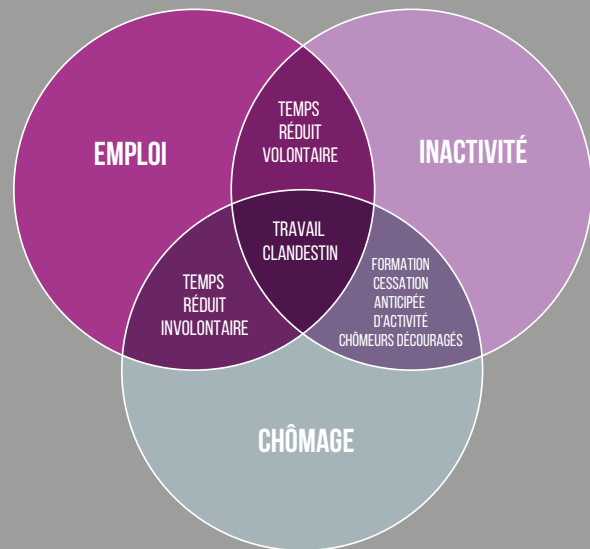 TEMPS
RÉDUIT
VOLONTAIRE
EMPLOI
INACTIVITÉ
TRAVAIL
CLANDESTIN
TEMPS
RÉDUIT
INVOLONTAIRE
FORMATION
CESSATION
ANTICIPÉE
D'ACTIVITÉ
CHÔMEURS DÉCOURAGÉS
CHÔMAGE